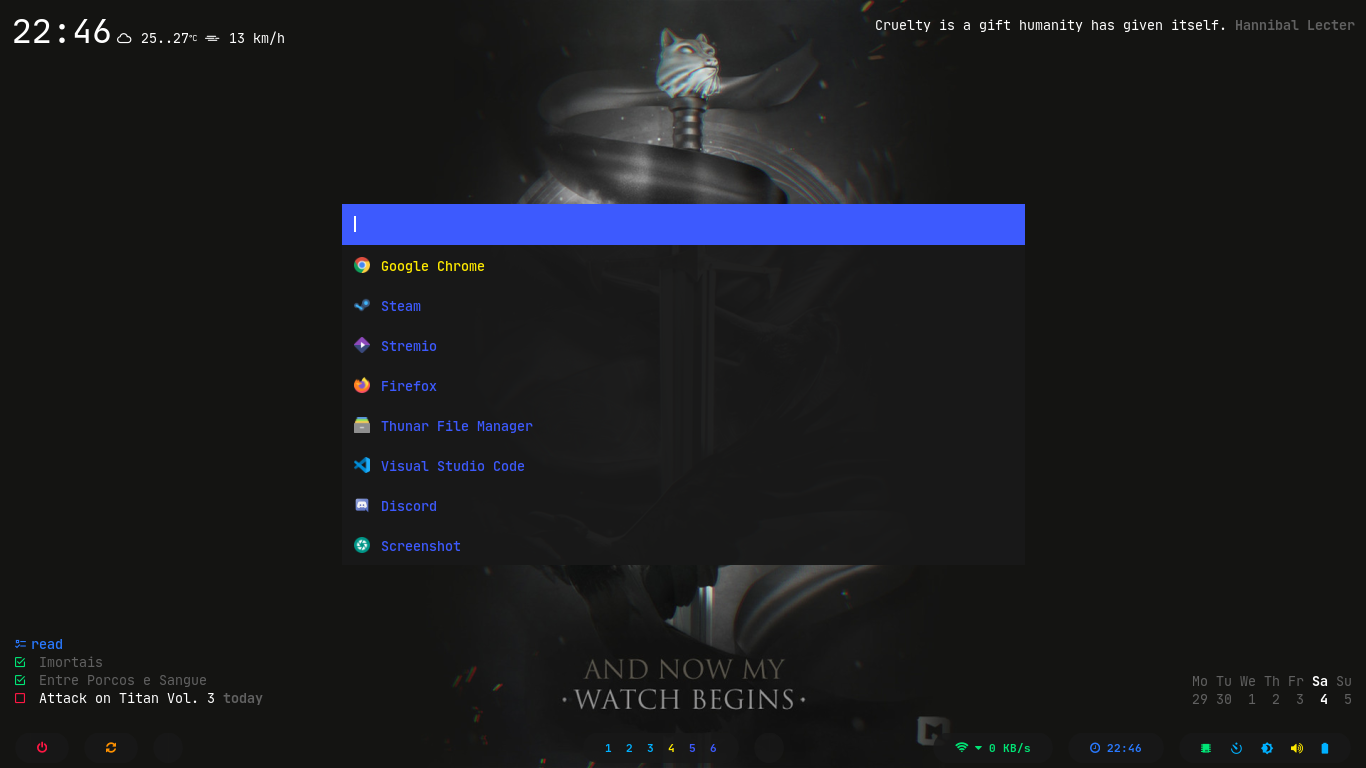 22:46 25..27°C 13 km/h
Cruelty is a gift humanity has given itself. Hannibal Lecter
Google Chrome
Steam
Stremio
Firefox
Thunar File Manager
Visual Studio Code
Discord
Screenshot
read
Imortais
Entre Porcos e Sangue
Attack on Titan Vol. 3 today
AND NOW MY
·WATCH BEGINS·
Mo Tu We Th Fr Sa Su
29 30 1 2 3 4 5
1 2 3 4 5 6
0 KB/s
22:46